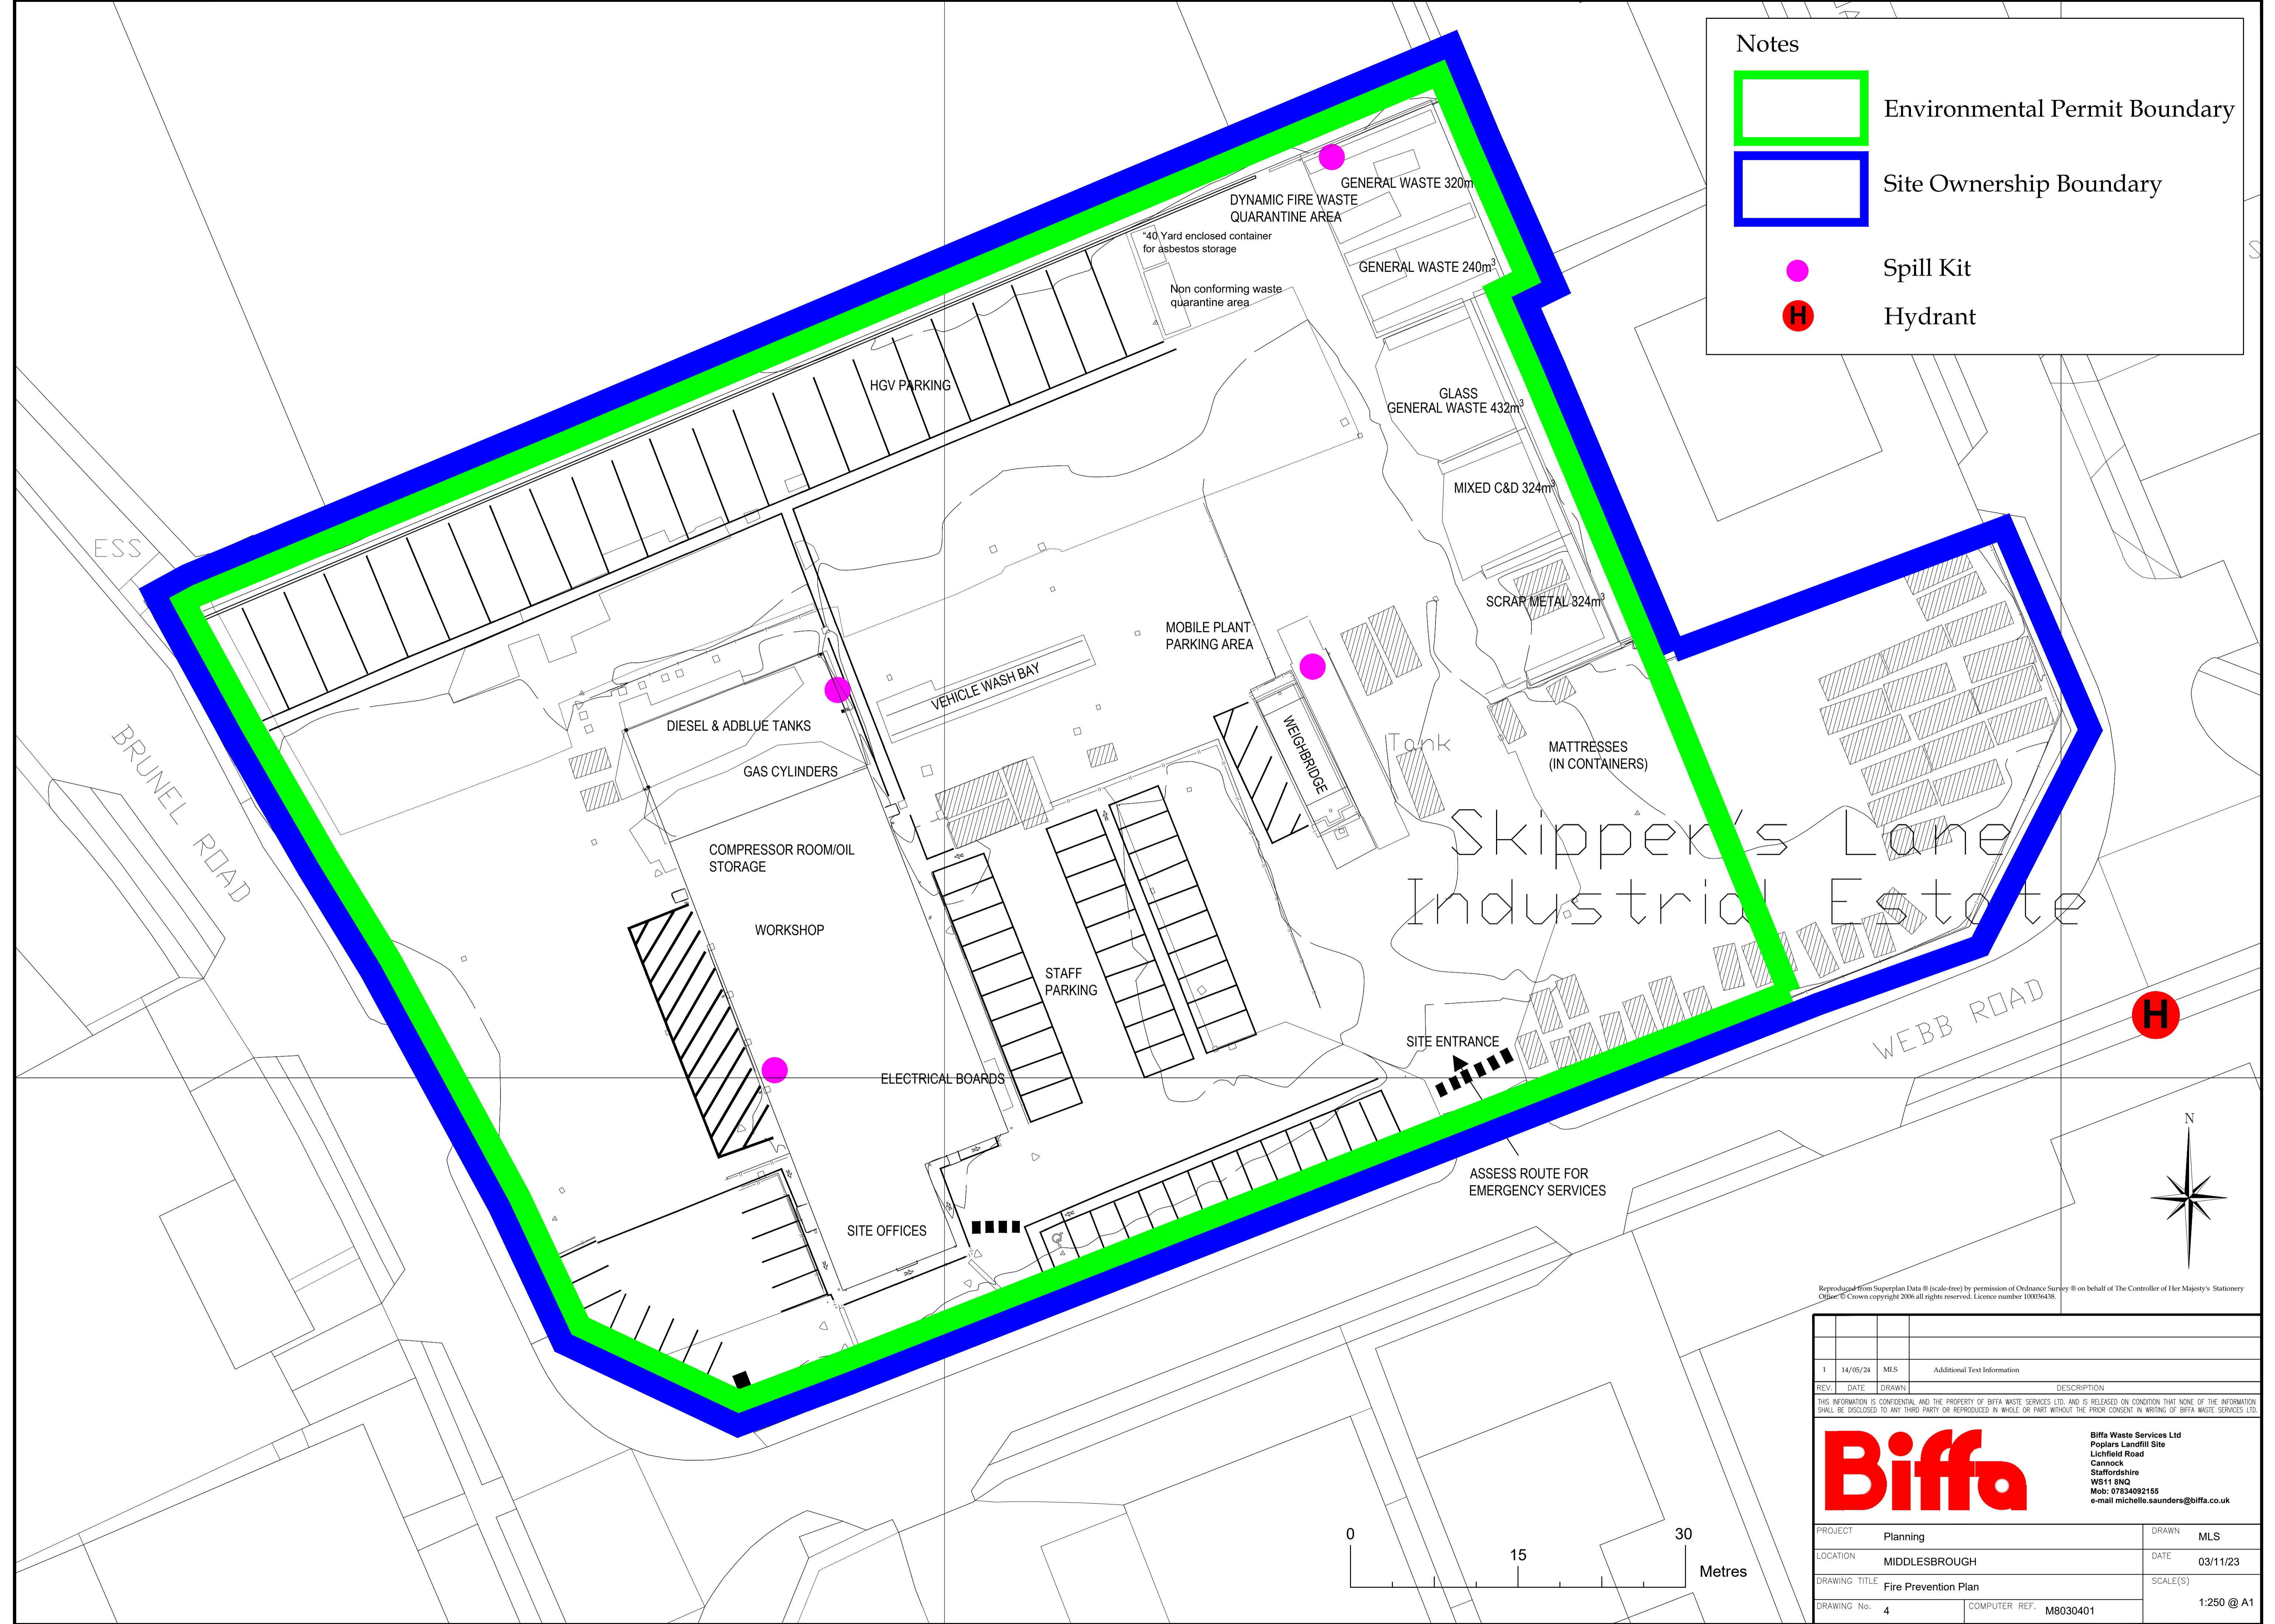 Notes
Environmental Permit Boundary
Site Ownership Boundary
Spill Kit
H
Hydrant
GENERAL WASTE 320m
DYNAMIC FIRE WASTE
QUARANTINE AREA
"40 Yard enclosed container
for asbestos storage
GENERAL WASTE 240m³
Non conforming waste
quarantine area
HGV PARKING
GLASS
GENERAL WASTE 432m³
MIXED C&D 324m³
ESS
SCRAP METAL 324m³
MOBILE PLANT
PARKING AREA
VEHICLE WASH BAY
DIESEL & ADBLUE TANKS
GAS CYLINDERS
WEIGHBRIDGE
Tank
MATTRESSES
(IN CONTAINERS)
BRUNEL ROAD
Skipper's Lane
Industrial Estate
COMPRESSOR ROOM/OIL
STORAGE
WORKSHOP
STAFF
PARKING
H
WEBB ROAD
SITE ENTRANCE
ELECTRICAL BOARDS
ASSESS ROUTE FOR
EMERGENCY SERVICES
SITE OFFICES
N
Reproduced from Superplan Data ® (scale-free) by permission of Ordnance Survey ® on behalf of The Controller of Her Majesty's Stationery
Office. © Crown copyright 2006 all rights reserved. Licence number 100036438.
1 14/05/24 MLS Additional Text Information
REV. DATE DRAWN DESCRIPTION
THIS INFORMATION IS CONFIDENTIAL AND THE PROPERTY OF BIFFA WASTE SERVICES LTD. AND IS RELEASED ON CONDITION THAT NONE OF THE INFORMATION
SHALL BE DISCLOSED TO ANY THIRD PARTY OR REPRODUCED IN WHOLE OR PART WITHOUT THE PRIOR CONSENT IN WRITING OF BIFFA WASTE SERVICES LTD.
Biffa
Biffa Waste Services Ltd
Poplars Landfill Site
Lichfield Road
Cannock
Staffordshire
WS11 8NQ
Mob: 07834092155
e-mail michelle.saunders@biffa.co.uk
0 15 30
Metres
PROJECT Planning DRAWN MLS
LOCATION MIDDLESBROUGH DATE 03/11/23
DRAWING TITLE Fire Prevention Plan SCALE(S) 1:250 @ A1
DRAWING No. 4 COMPUTER REF. M8030401